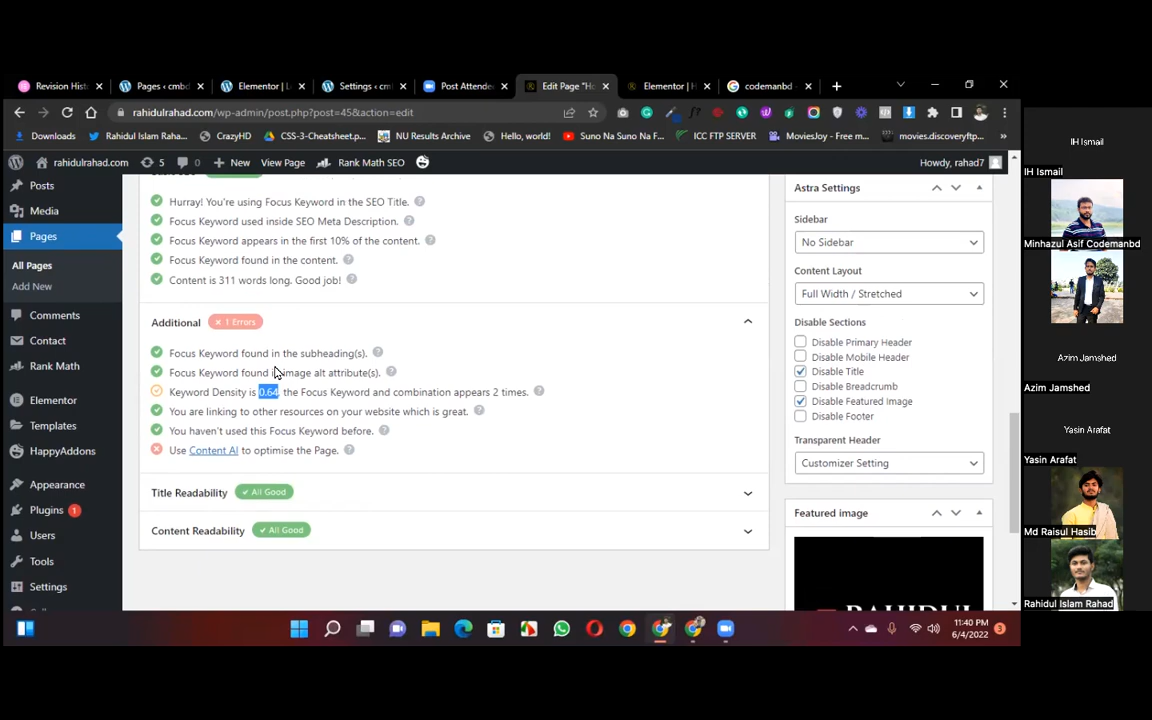 Revision Hist
Pages ‹ cmbd
Elementor | L
Settings ‹ cm
Post Attende
Edit Page "Ho
Elementor | H
codemanbd -
rahidulrahad.com/wp-admin/post.php?post=45&action=edit
Downloads
Rahidul Islam Raha...
CrazyHD
CSS-3-Cheatsheet.p...
NU Results Archive
Hello, world!
Suno Na Suno Na F...
ICC FTP SERVER
MoviesJoy - Free m...
movies.discoveryftp...
rahidulrahad.com
5
0
New
View Page
Rank Math SEO
Howdy, rahad7
Posts
Media
Pages
All Pages
Add New
Comments
Contact
Rank Math
Elementor
Templates
HappyAddons
Appearance
Plugins 1
Users
Tools
Settings
Hurray! You're using Focus Keyword in the SEO Title.
Focus Keyword used inside SEO Meta Description.
Focus Keyword appears in the first 10% of the content.
Focus Keyword found in the content.
Content is 311 words long. Good job!
Additional
× 1 Errors
Focus Keyword found in the subheading(s).
Focus Keyword found in image alt attribute(s).
Keyword Density is 0.64, the Focus Keyword and combination appears 2 times.
You are linking to other resources on your website which is great.
You haven't used this Focus Keyword before.
Use Content AI to optimise the Page.
Title Readability
All Good
Content Readability
All Good
Astra Settings
Sidebar
No Sidebar
Content Layout
Full Width / Stretched
Disable Sections
Disable Primary Header
Disable Mobile Header
Disable Title
Disable Breadcrumb
Disable Featured Image
Disable Footer
Transparent Header
Customizer Setting
Featured image
RAHIDUL
IH Ismail
IH Ismail
Minhazul Asif Codemanbd
Azim Jamshed
Azim Jamshed
Yasin Arafat
Yasin Arafat
Md Raisul Hasib
Rahidul Islam Rahad
11:40 PM
6/4/2022
3